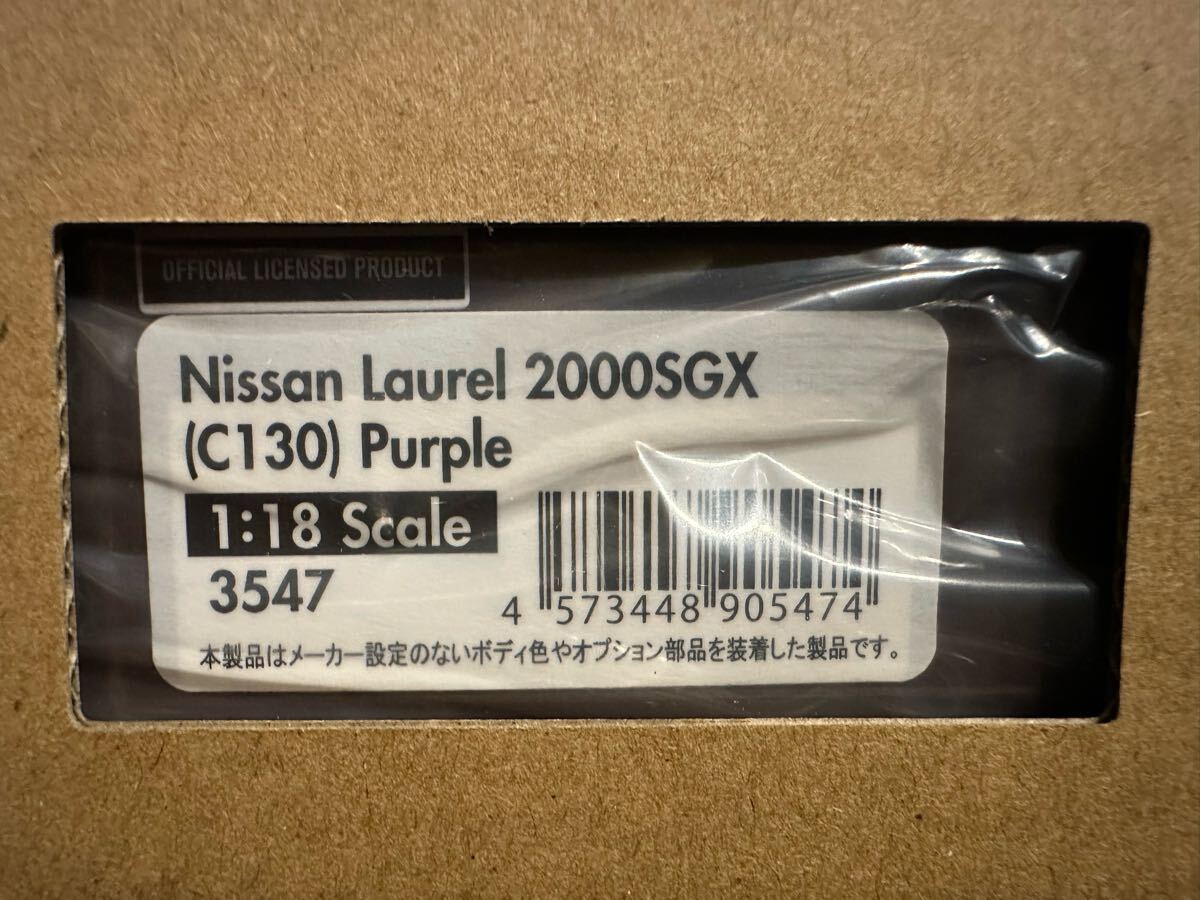 OFFICIAL LICENSED PRODUCT
Nissan Laurel 2000SGX
(C130) Purple
1:18 Scale
3547
4 573448 905474
本製品はメーカー設定のないボディ色やオプション部品を装着した製品です。